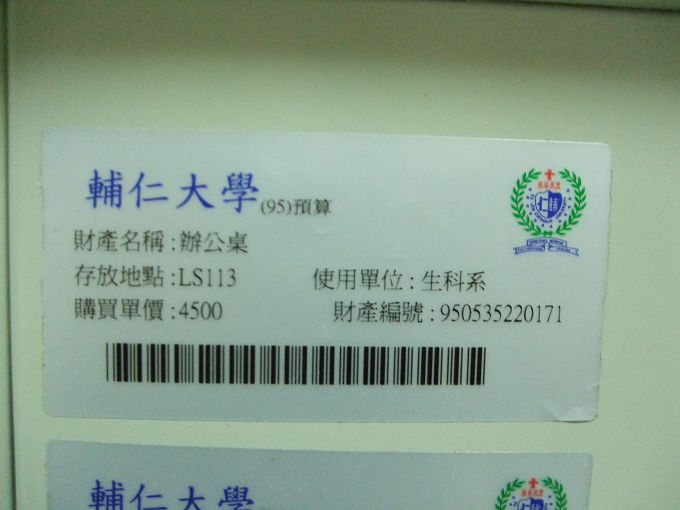 輔仁大學(95)預算
財產名稱:辦公桌
存放地點:LS113 使用單位:生科系
購買單價:4500 財產編號:950535220171
輔仁大學